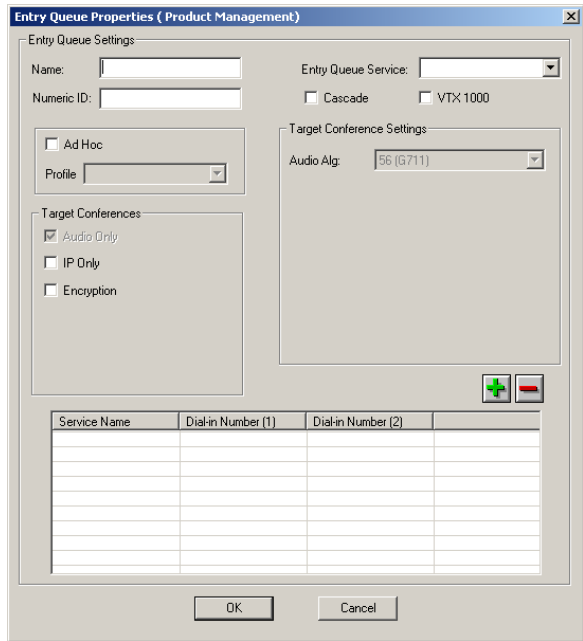 Entry Queue Properties ( Product Management)
Entry Queue Settings
Name:
Entry Queue Service:
Numeric ID:
Cascade
VTX 1000
Ad Hoc
Profile
Target Conference Settings
Audio Alg:
56 (G711)
Target Conferences
Audio Only
IP Only
Encryption
Service Name
Dial-in Number (1)
Dial-in Number (2)
OK
Cancel